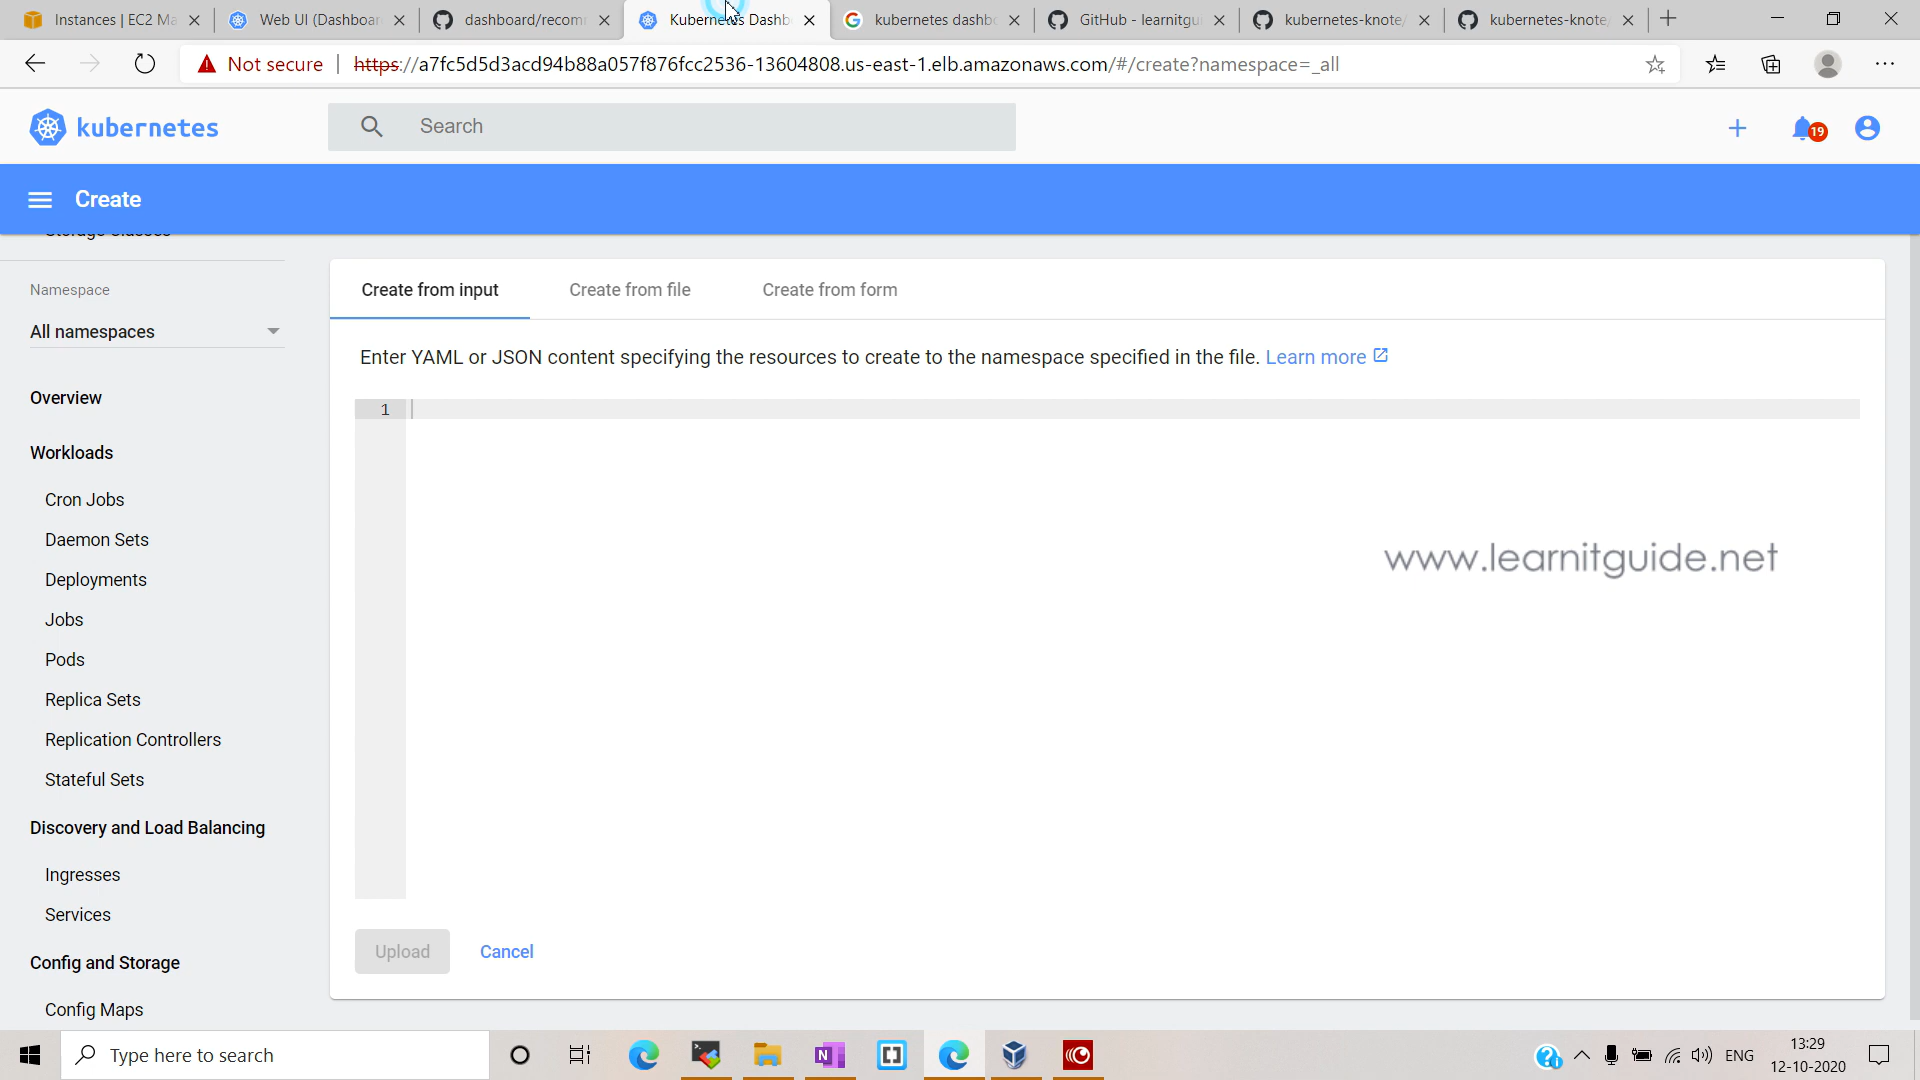 Instances | EC2 Ma
Web UI (Dashboar
dashboard/recomm
Kubernetes Dashb
kubernetes dashbo
GitHub - learnitgu
kubernetes-knote/
kubernetes-knote/
Not secure | https://a7fc5d5d3acd94b88a057f876fcc2536-13604808.us-east-1.elb.amazonaws.com/#/create?namespace=_all
kubernetes
Search
19
Create
Storage Classes
Namespace
All namespaces
Overview
Workloads
Cron Jobs
Daemon Sets
Deployments
Jobs
Pods
Replica Sets
Replication Controllers
Stateful Sets
Discovery and Load Balancing
Ingresses
Services
Config and Storage
Config Maps
Create from input
Create from file
Create from form
Enter YAML or JSON content specifying the resources to create to the namespace specified in the file. Learn more
1
www.learnitguide.net
Upload
Cancel
Type here to search
N
ENG
13:29
12-10-2020